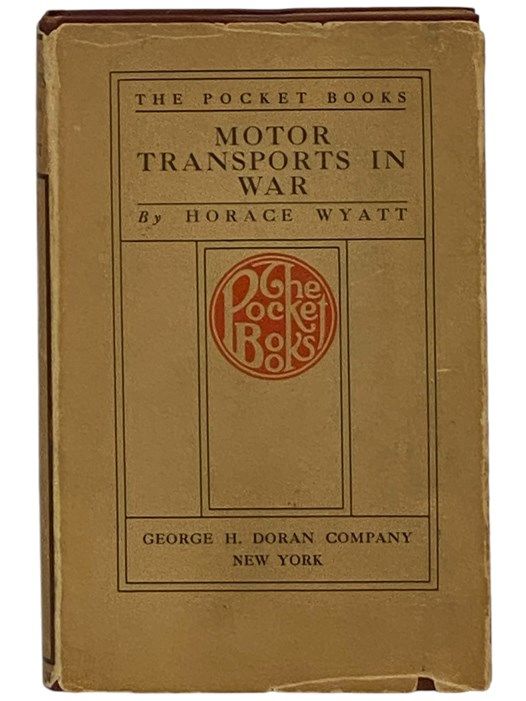 THE POCKET BOOKS
MOTOR
TRANSPORTS IN
WAR
By HORACE WYATT
The
Pocket
Books
GEORGE H. DORAN COMPANY
NEW YORK